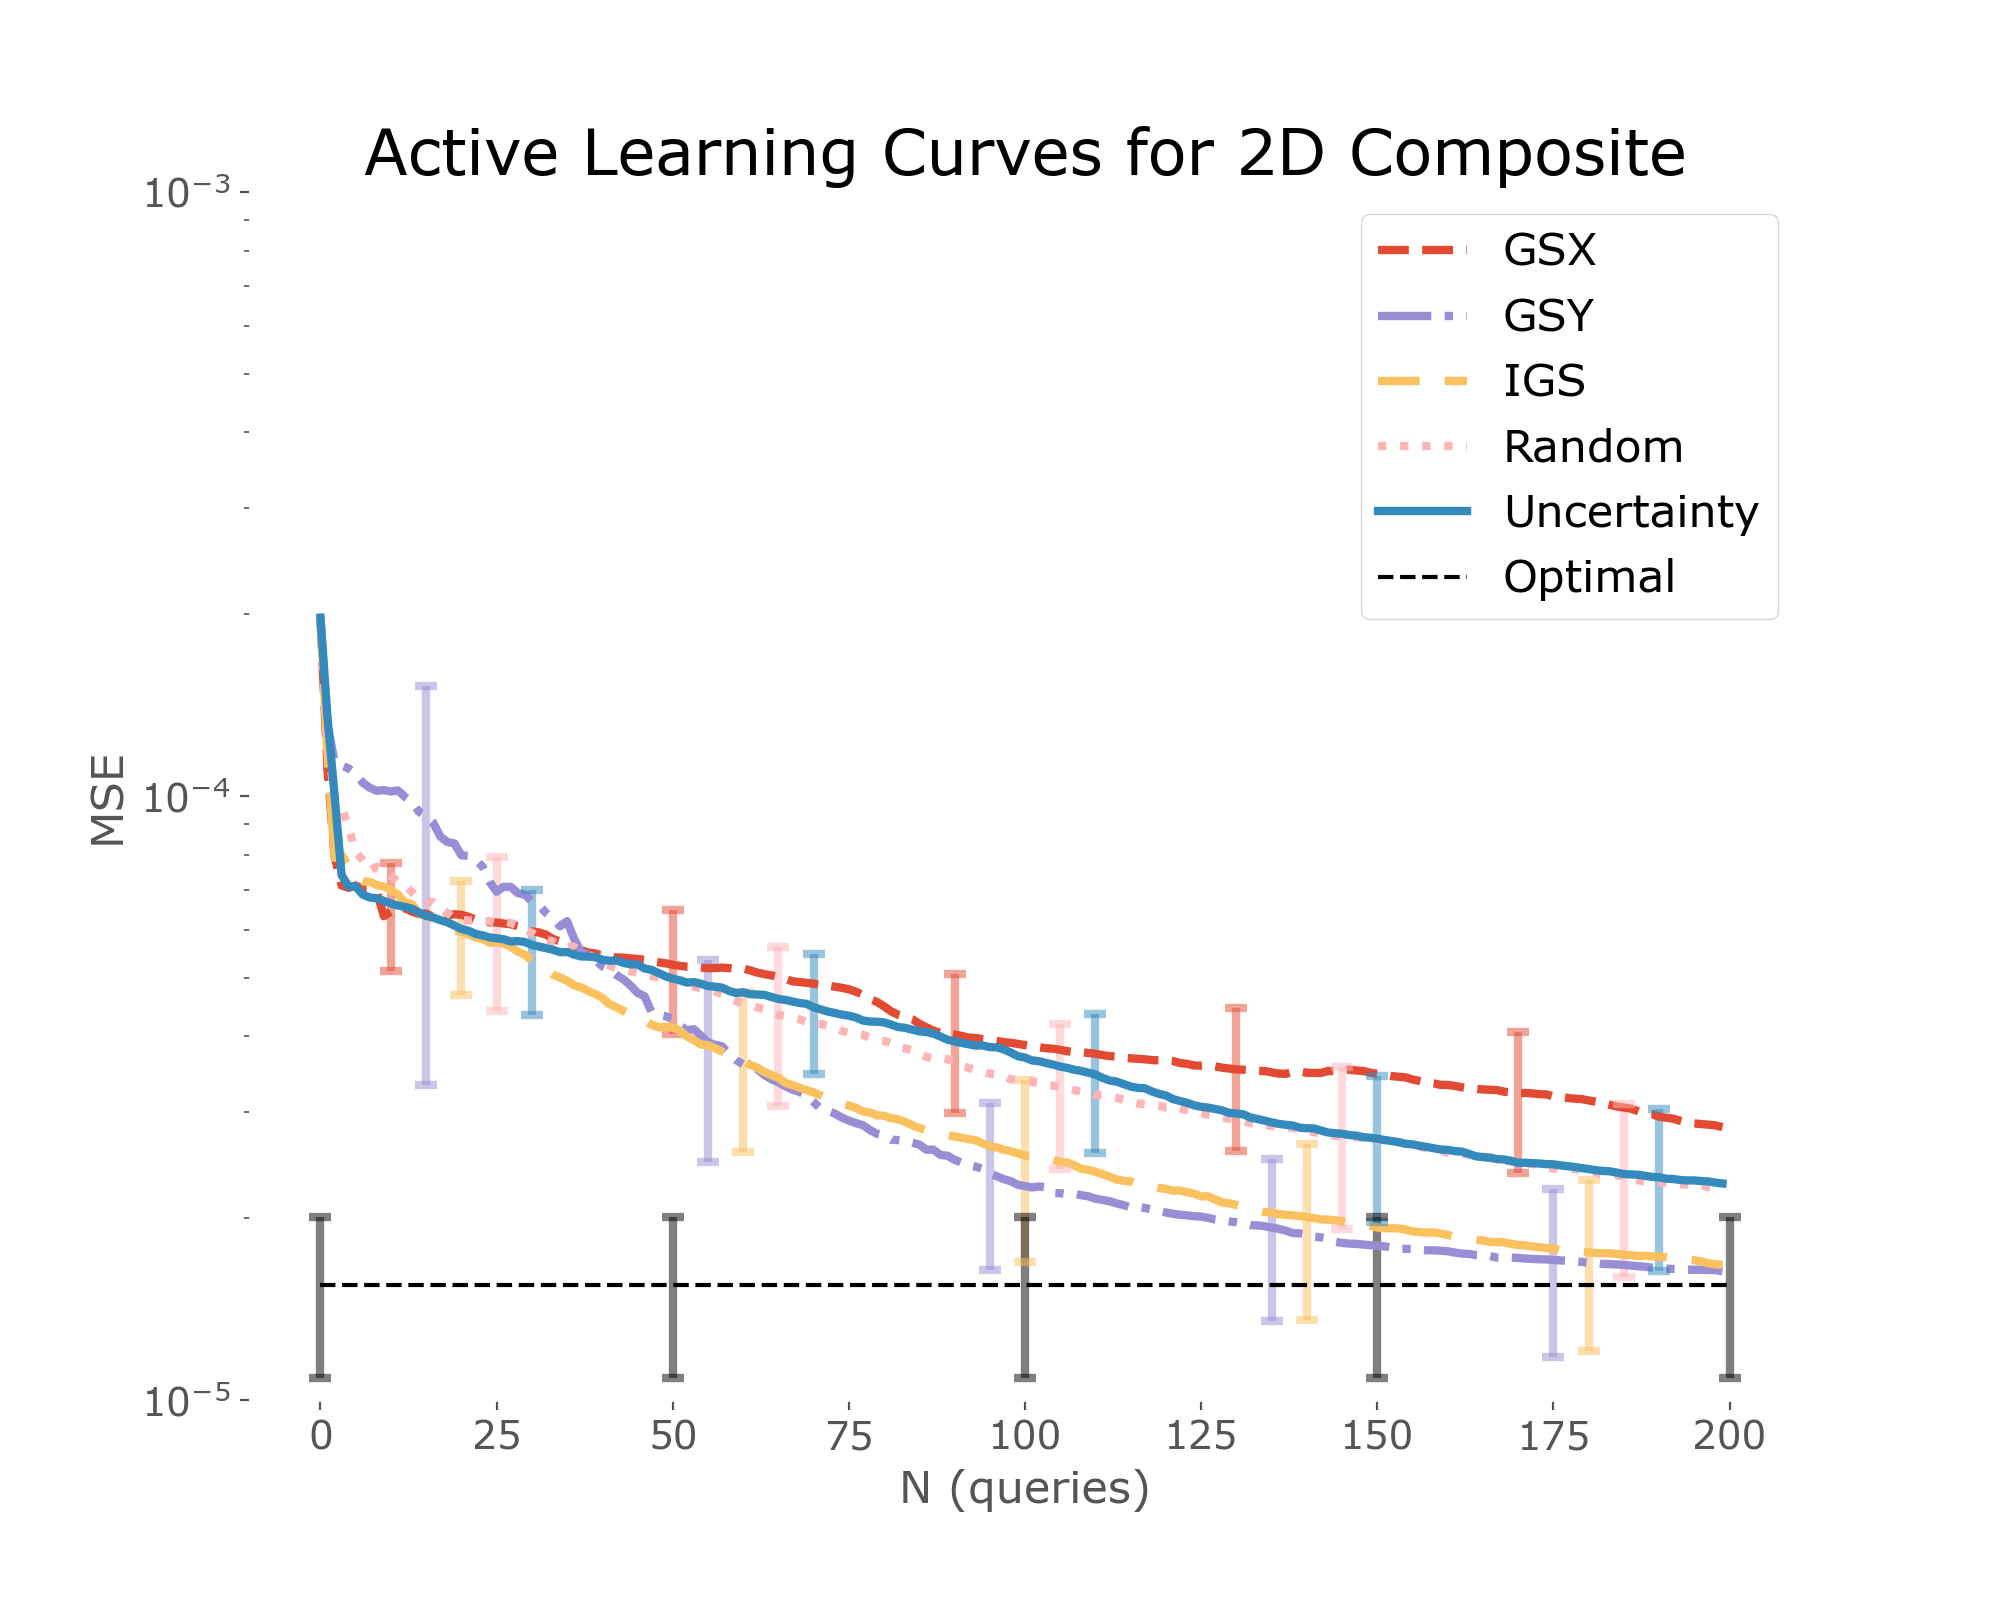 Active Learning Curves for 2D Composite
10⁻³
10⁻⁴
10⁻⁵
MSE
GSX
GSY
IGS
Random
Uncertainty
Optimal
0 25 50 75 100 125 150 175 200
N (queries)